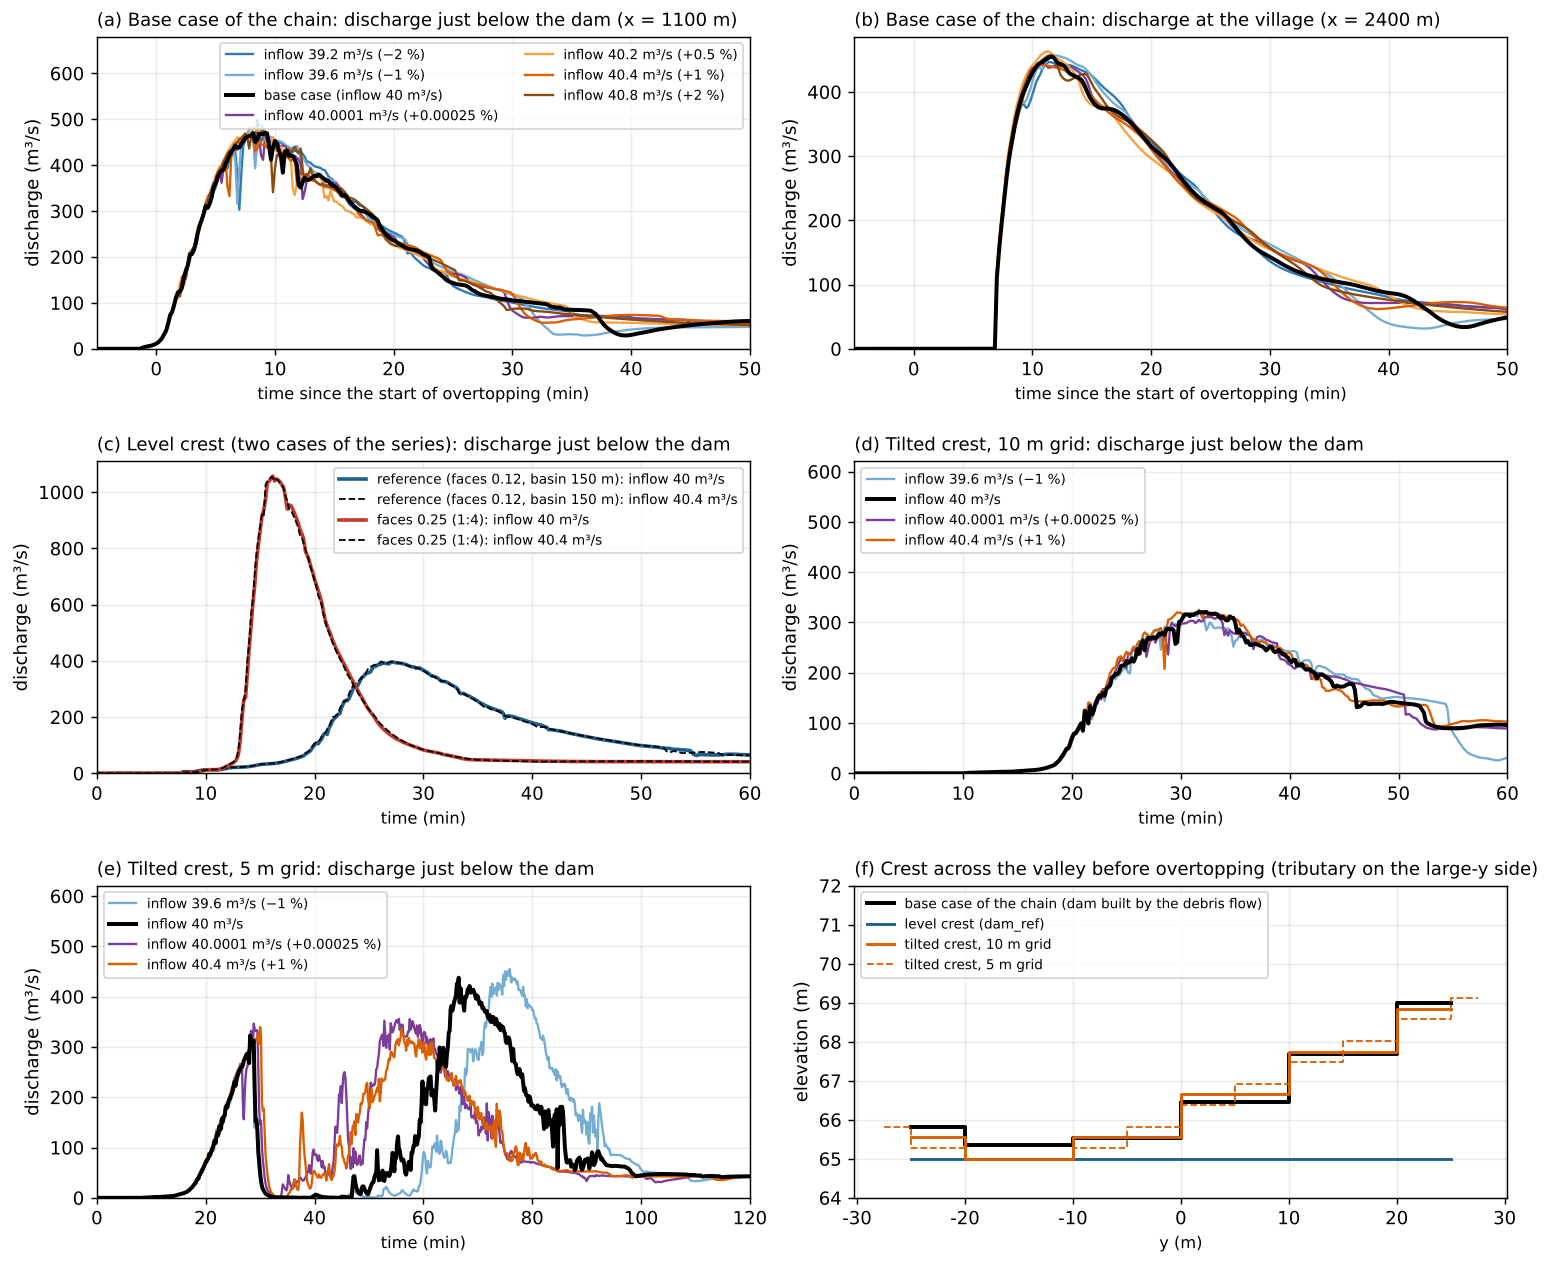 (a) Base case of the chain: discharge just below the dam (x = 1100 m)
inflow 39.2 m³/s (−2 %)
inflow 39.6 m³/s (−1 %)
base case (inflow 40 m³/s)
inflow 40.0001 m³/s (+0.00025 %)
inflow 40.2 m³/s (+0.5 %)
inflow 40.4 m³/s (+1 %)
inflow 40.8 m³/s (+2 %)
600
500
400
300
200
100
0
discharge (m³/s)
0 10 20 30 40 50
time since the start of overtopping (min)
(b) Base case of the chain: discharge at the village (x = 2400 m)
400
300
200
100
0
discharge (m³/s)
0 10 20 30 40 50
time since the start of overtopping (min)
(c) Level crest (two cases of the series): discharge just below the dam
reference (faces 0.12, basin 150 m): inflow 40 m³/s
reference (faces 0.12, basin 150 m): inflow 40.4 m³/s
faces 0.25 (1:4): inflow 40 m³/s
faces 0.25 (1:4): inflow 40.4 m³/s
1000
800
600
400
200
0
discharge (m³/s)
0 10 20 30 40 50 60
time (min)
(d) Tilted crest, 10 m grid: discharge just below the dam
inflow 39.6 m³/s (−1 %)
inflow 40 m³/s
inflow 40.0001 m³/s (+0.00025 %)
inflow 40.4 m³/s (+1 %)
600
500
400
300
200
100
0
discharge (m³/s)
0 10 20 30 40 50 60
time (min)
(e) Tilted crest, 5 m grid: discharge just below the dam
inflow 39.6 m³/s (−1 %)
inflow 40 m³/s
inflow 40.0001 m³/s (+0.00025 %)
inflow 40.4 m³/s (+1 %)
600
500
400
300
200
100
0
discharge (m³/s)
0 20 40 60 80 100 120
time (min)
(f) Crest across the valley before overtopping (tributary on the large-y side)
base case of the chain (dam built by the debris flow)
level crest (dam_ref)
tilted crest, 10 m grid
tilted crest, 5 m grid
72
71
70
69
68
67
66
65
64
elevation (m)
-30 -20 -10 0 10 20 30
y (m)